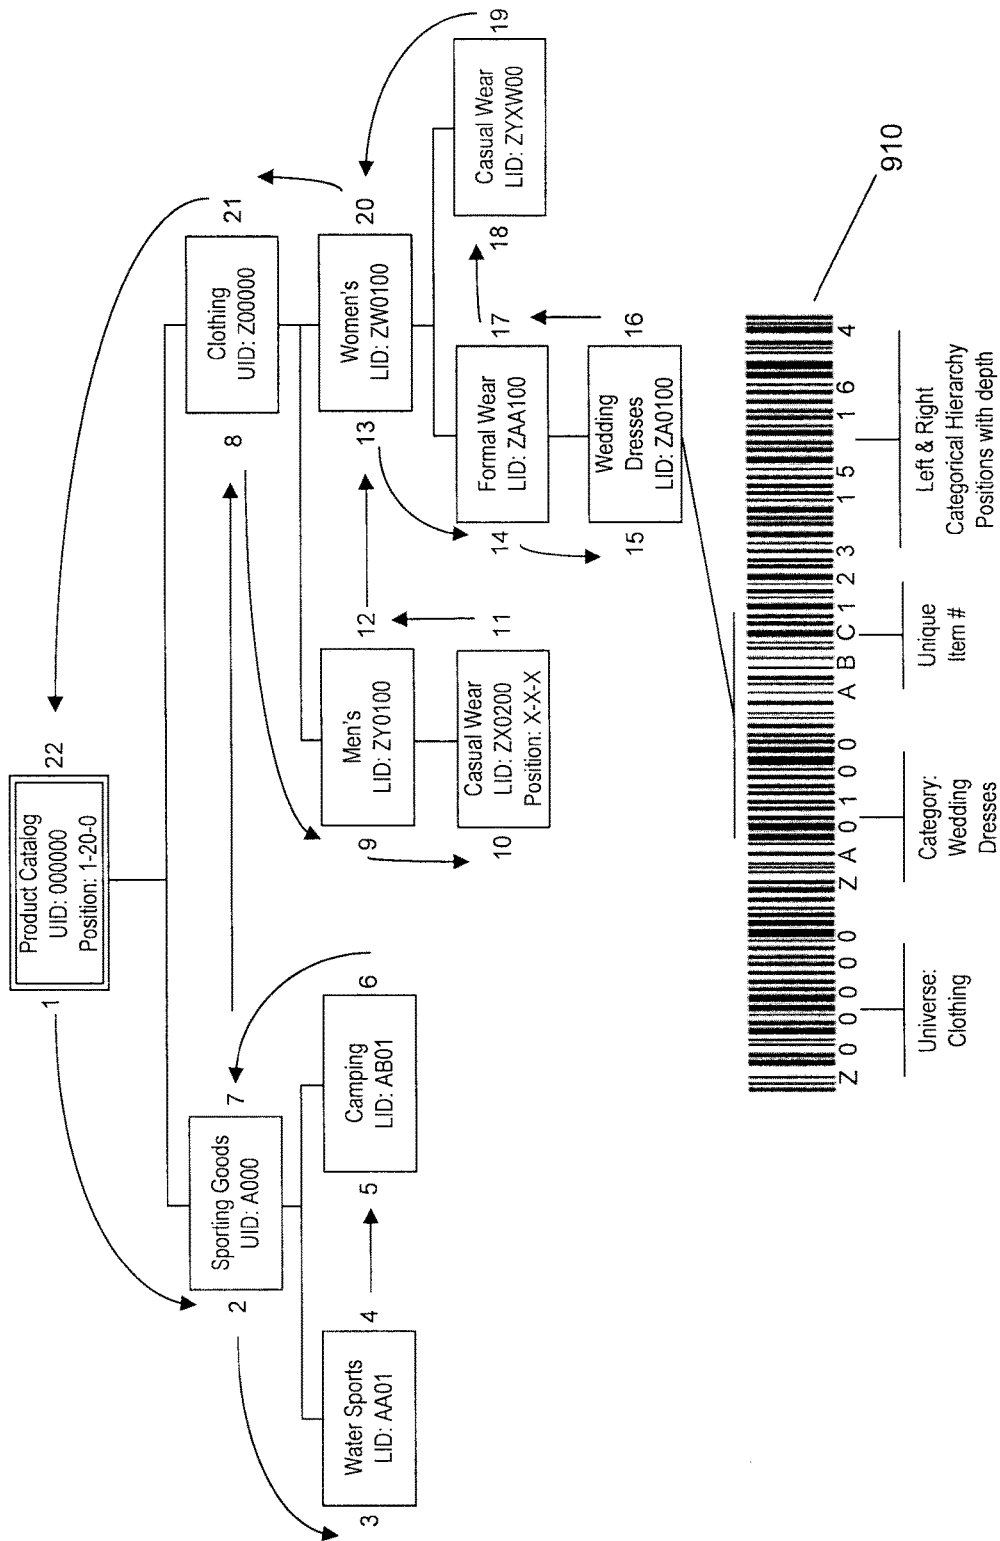 Product Catalog
UID: 000000
Position: 1-20-0
1
22
Sporting Goods
UID: A000
2
7
Clothing
UID: Z00000
8
21
Water Sports
LID: AA01
3
4
Camping
LID: AB01
5
6
Men's
LID: ZY0100
9
12
Women's
LID: ZW0100
13
20
Casual Wear
LID: ZX0200
Position: X-X-X
10
11
Formal Wear
LID: ZAA100
14
17
Casual Wear
LID: ZYXW00
18
19
Wedding
Dresses
LID: ZA0100
15
16
910
Z 0 0 0 0 0 Z A 0 1 0 0 A B C 1 2 3 1 5 1 6 4
Universe:
Clothing
Category:
Wedding
Dresses
Unique
Item #
Left & Right
Categorical Hierarchy
Positions with depth